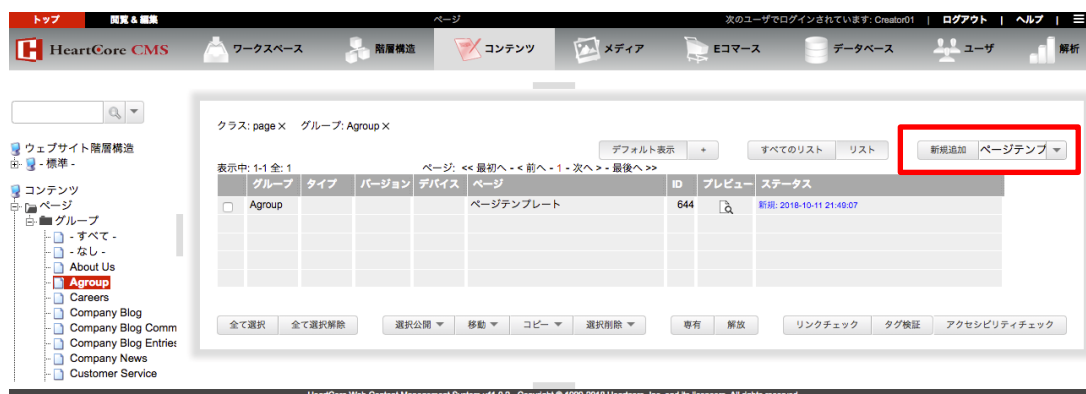 トップ 閲覧 & 編集 ページ 次のユーザでログインされています: Creator01 | ログアウト | ヘルプ |
HeartCore CMS ワークスペース 階層構造 コンテンツ メディア Eコマース データベース ユーザ 解析
クラス: page × グループ: Agroup ×
デフォルト表示 + すべてのリスト リスト 新規追加 ページテンプ
表示中: 1-1 全: 1 ページ: << 最初へ - < 前へ - 1 - 次へ > - 最後へ >>
グループ タイプ バージョン デバイス ページ ID プレビュー ステータス
Agroup ページテンプレート 644 新規: 2018-10-11 21:49:07
全て選択 全て選択解除 選択公開 移動 コピー 選択削除 専有 解放 リンクチェック タグ検証 アクセシビリティチェック
ウェブサイト階層構造
- 標準 -
コンテンツ
ページ
グループ
- すべて -
- なし -
About Us
Agroup
Careers
Company Blog
Company Blog Comm
Company Blog Entries
Company News
Customer Service